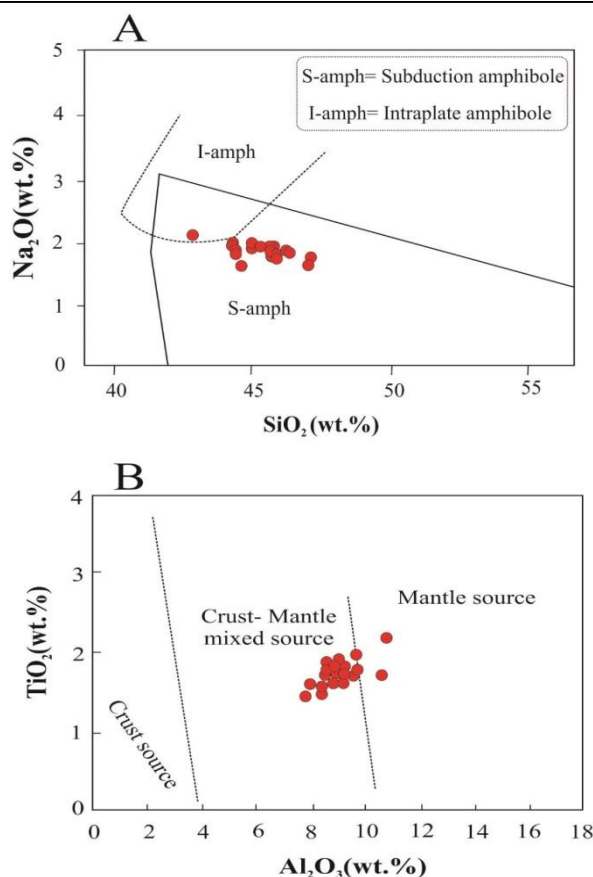 A
5
4
3
2
1
0
Na₂O(wt.%)
S-amph= Subduction amphibole
I-amph= Intraplate amphibole
I-amph
S-amph
40
45
50
55
SiO₂(wt.%)
B
4
3
2
1
0
TiO₂(wt.%)
Mantle source
Crust- Mantle
mixed source
Crust source
0
2
4
6
8
10
12
14
16
18
Al₂O₃(wt.%)